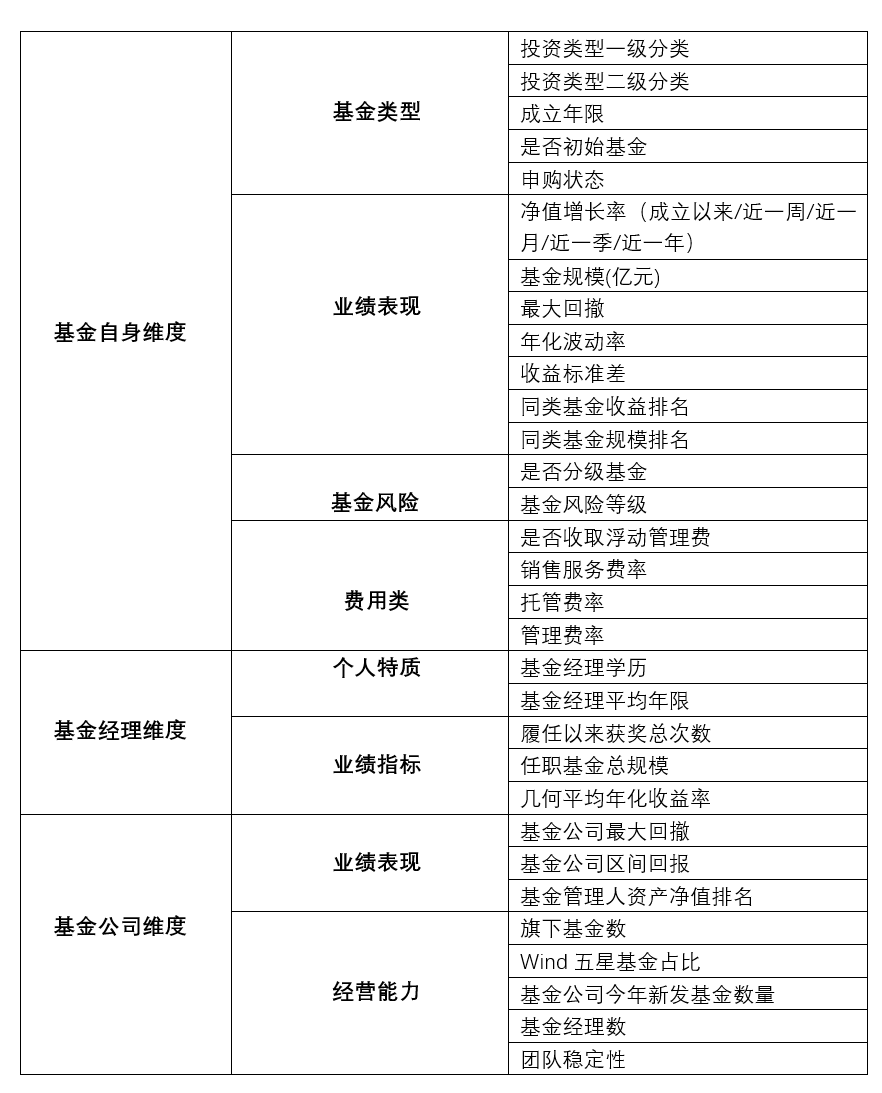 基金自身维度
基金类型
投资类型一级分类
投资类型二级分类
成立年限
是否初始基金
申购状态
业绩表现
净值增长率（成立以来/近一周/近一
月/近一季/近一年）
基金规模(亿元)
最大回撤
年化波动率
收益标准差
同类基金收益排名
同类基金规模排名
基金风险
是否分级基金
基金风险等级
费用类
是否收取浮动管理费
销售服务费率
托管费率
管理费率
基金经理维度
个人特质
基金经理学历
基金经理平均年限
业绩指标
履任以来获奖总次数
任职基金总规模
几何平均年化收益率
基金公司维度
业绩表现
基金公司最大回撤
基金公司区间回报
基金管理人资产净值排名
经营能力
旗下基金数
Wind 五星基金占比
基金公司今年新发基金数量
基金经理数
团队稳定性